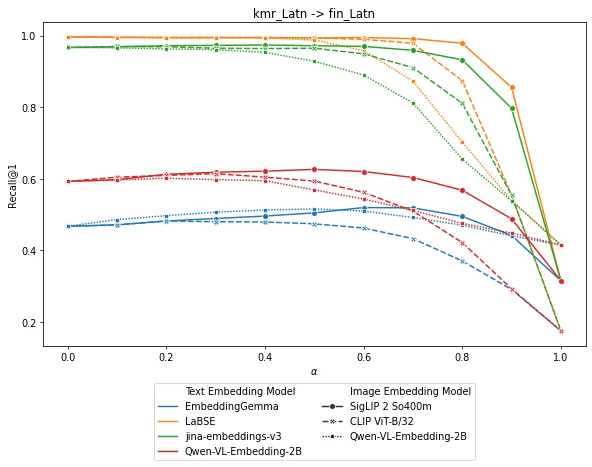 kmr_Latn -> fin_Latn
Recall@1
1.0
0.8
0.6
0.4
0.2
0.0 0.2 0.4 0.6 0.8 1.0
α
Text Embedding Model Image Embedding Model
EmbeddingGemma SigLIP 2 So400m
LaBSE CLIP ViT-B/32
jina-embeddings-v3 Qwen-VL-Embedding-2B
Qwen-VL-Embedding-2B